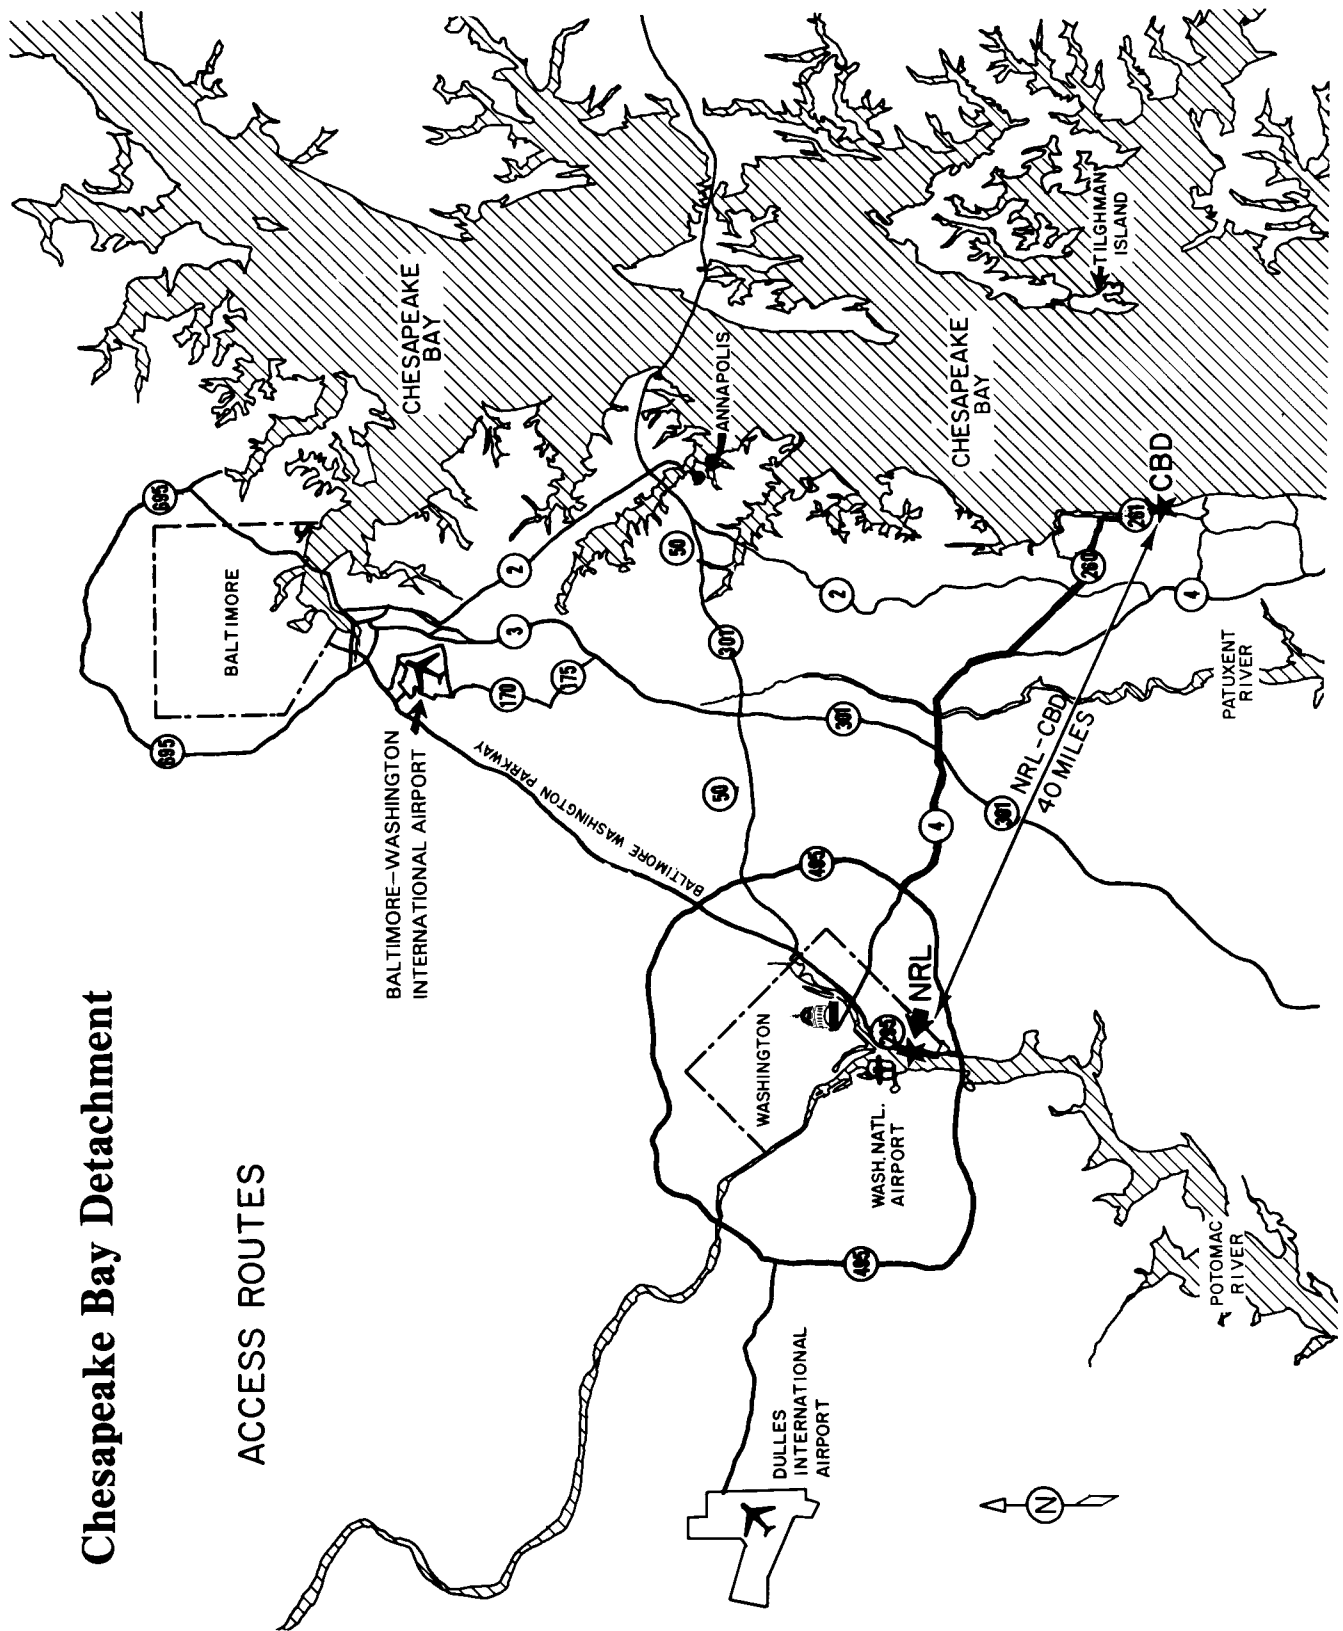 Chesapeake Bay Detachment
ACCESS ROUTES
695
695
BALTIMORE
CHESAPEAKE
BAY
BALTIMORE–WASHINGTON
INTERNATIONAL AIRPORT
BALTIMORE WASHINGTON PARKWAY
170
175
3
2
50
301
50
ANNAPOLIS
2
301
495
WASHINGTON
295
NRL
WASH. NATL.
AIRPORT
495
DULLES
INTERNATIONAL
AIRPORT
4
301
NRL-CBD
40 MILES
CHESAPEAKE
BAY
260
261
CBD
4
TILGHMAN
ISLAND
PATUXENT
RIVER
POTOMAC
RIVER
N